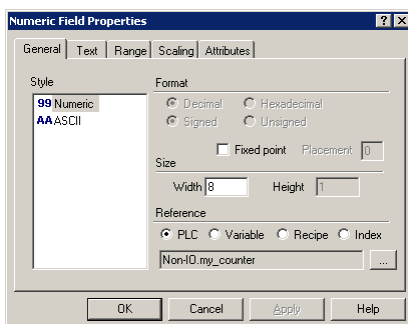 Numeric Field Properties
General Text Range Scaling Attributes
Style
99 Numeric
AA ASCII
Format
Decimal Hexadecimal
Signed Unsigned
Fixed point Placement 0
Size
Width 8 Height 1
Reference
PLC Variable Recipe Index
Non-IO.my_counter ...
OK Cancel Apply Help